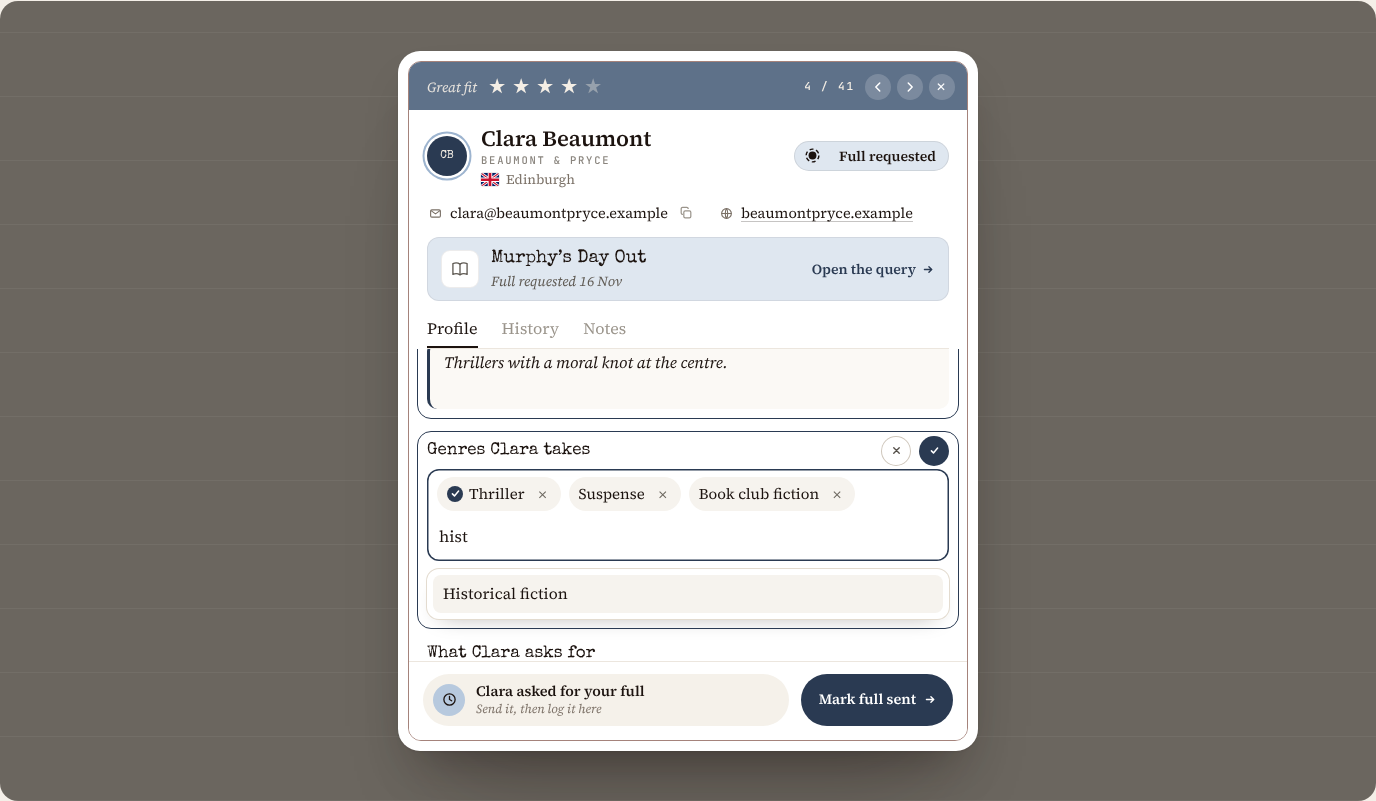 Great fit
4 / 41
CB
Clara Beaumont
BEAUMONT & PRYCE
Edinburgh
Full requested
clara@beaumontpryce.example
beaumontpryce.example
Murphy’s Day Out
Full requested 16 Nov
Open the query
Profile
History
Notes
Thrillers with a moral knot at the centre.
Genres Clara takes
Thriller
Suspense
Book club fiction
hist
Historical fiction
What Clara asks for
Clara asked for your full
Send it, then log it here
Mark full sent